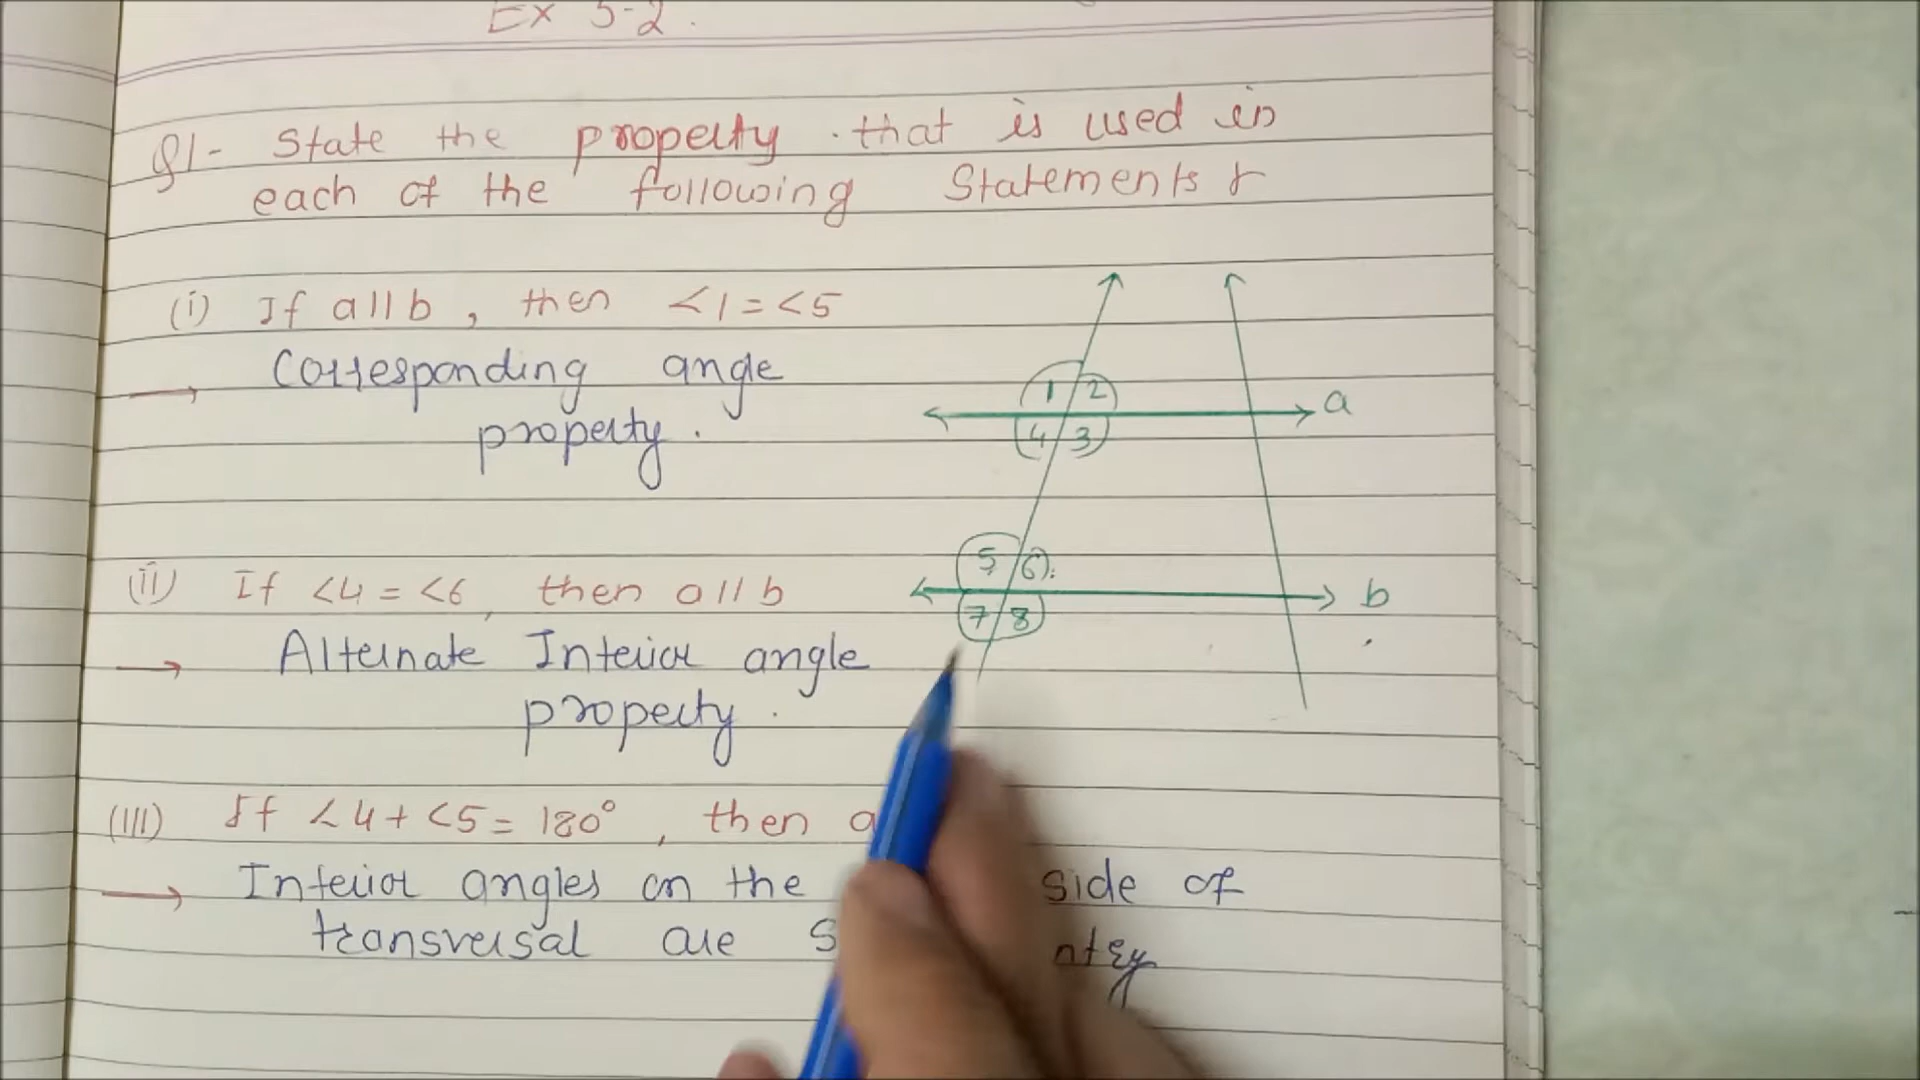 Ex 5-2.
Q1- State the property that is used in
each of the following Statements
(i) If a||b, then <1=<5
Corresponding angle
property.
1 2
a
4 3
5 6
b
7 8
(ii) If <4=<6, then a||b
Alternate Interior angle
property.
(III) If <4+<5=180°, then
Interior angles on the side of
transversal are